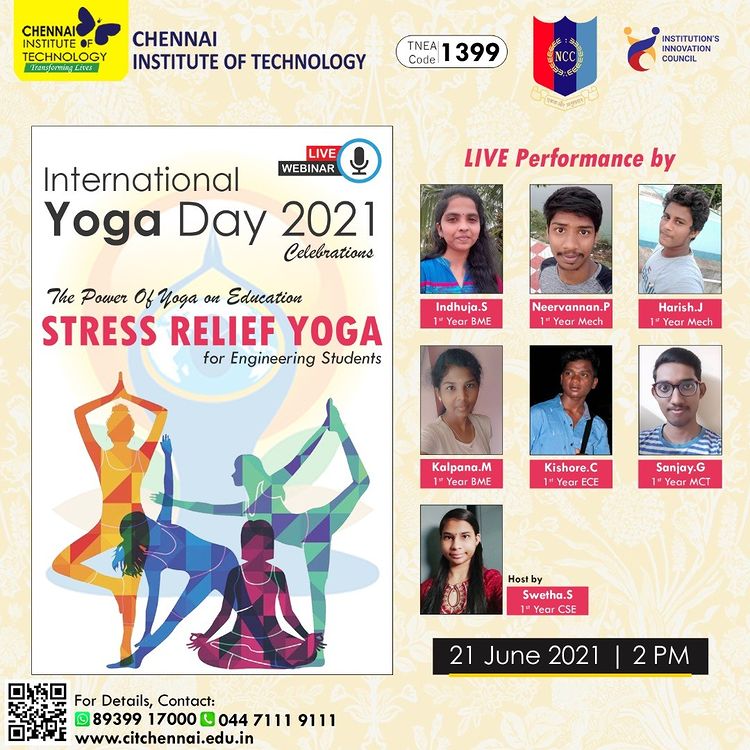 CHENNAI
INSTITUTE OF
TECHNOLOGY
Transforming Lives
CHENNAI
INSTITUTE OF TECHNOLOGY
TNEA
Code
1399
NCC
INSTITUTION'S
INNOVATION
COUNCIL
LIVE
WEBINAR
International
Yoga Day 2021
Celebrations
The Power Of Yoga on Education
STRESS RELIEF YOGA
for Engineering Students
LIVE Performance by
Indhuja.S
1st Year BME
Neervannan.P
1st Year Mech
Harish.J
1st Year Mech
Kalpana.M
1st Year BME
Kishore.C
1st Year ECE
Sanjay.G
1st Year MCT
Host by
Swetha.S
1st Year CSE
21 June 2021 | 2 PM
For Details, Contact:
89399 17000 044 7111 9111
www.citchennai.edu.in